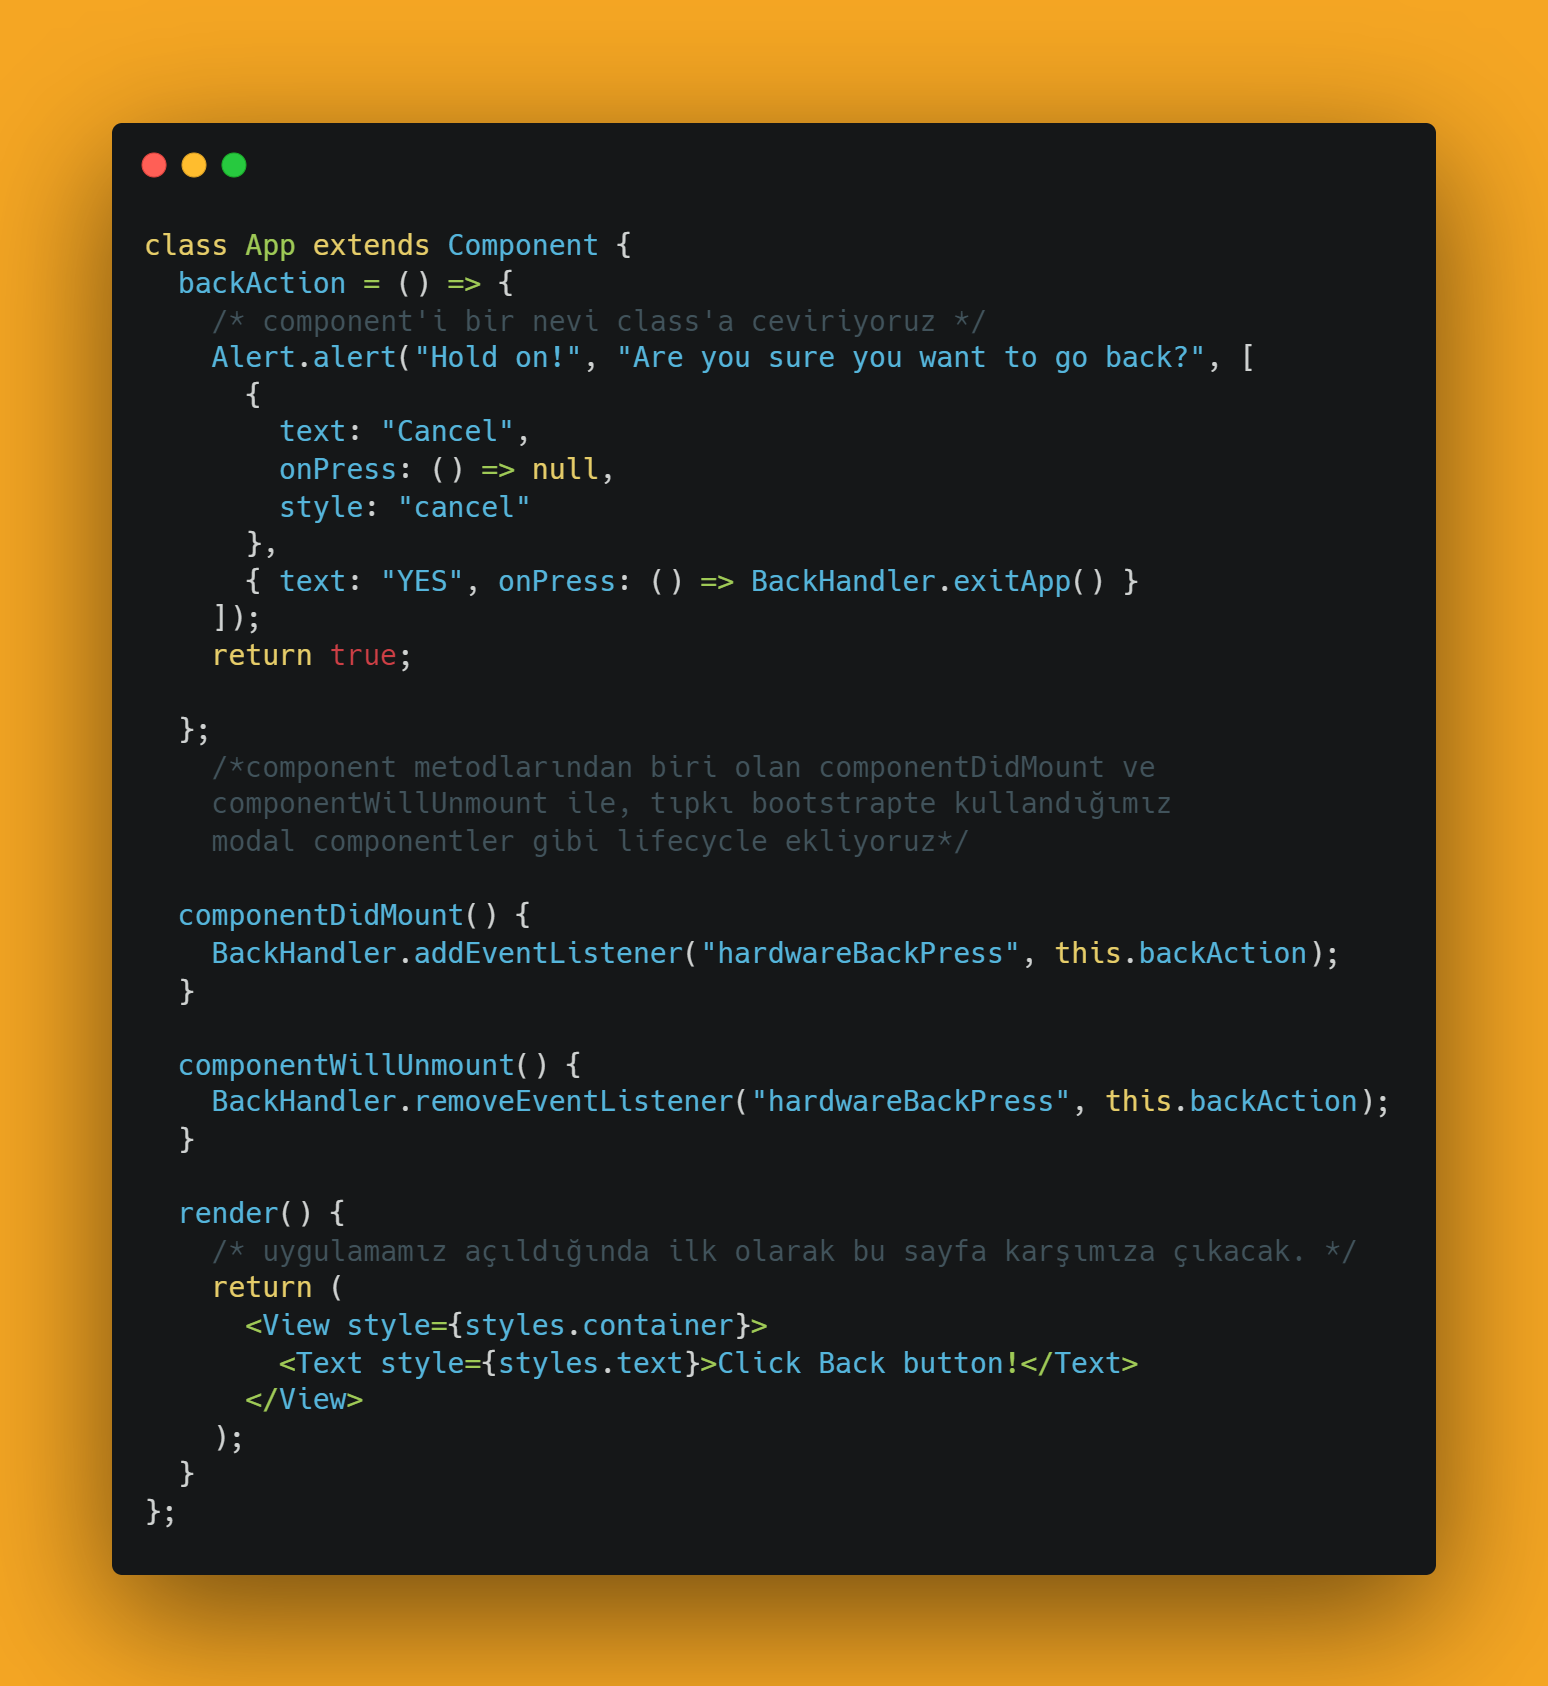 class App extends Component {
  backAction = () => {
    /* component'i bir nevi class'a ceviriyoruz */
    Alert.alert("Hold on!", "Are you sure you want to go back?", [
      {
        text: "Cancel",
        onPress: () => null,
        style: "cancel"
      },
      { text: "YES", onPress: () => BackHandler.exitApp() }
    ]);
    return true;

  };
    /*component metodlarından biri olan componentDidMount ve
    componentWillUnmount ile, tıpkı bootstrapte kullandığımız
    modal componentler gibi lifecycle ekliyoruz*/

  componentDidMount() {
    BackHandler.addEventListener("hardwareBackPress", this.backAction);
  }

  componentWillUnmount() {
    BackHandler.removeEventListener("hardwareBackPress", this.backAction);
  }

  render() {
    /* uygulamamız açıldığında ilk olarak bu sayfa karşımıza çıkacak. */
    return (
      <View style={styles.container}>
        <Text style={styles.text}>Click Back button!</Text>
      </View>
    );
  }
};